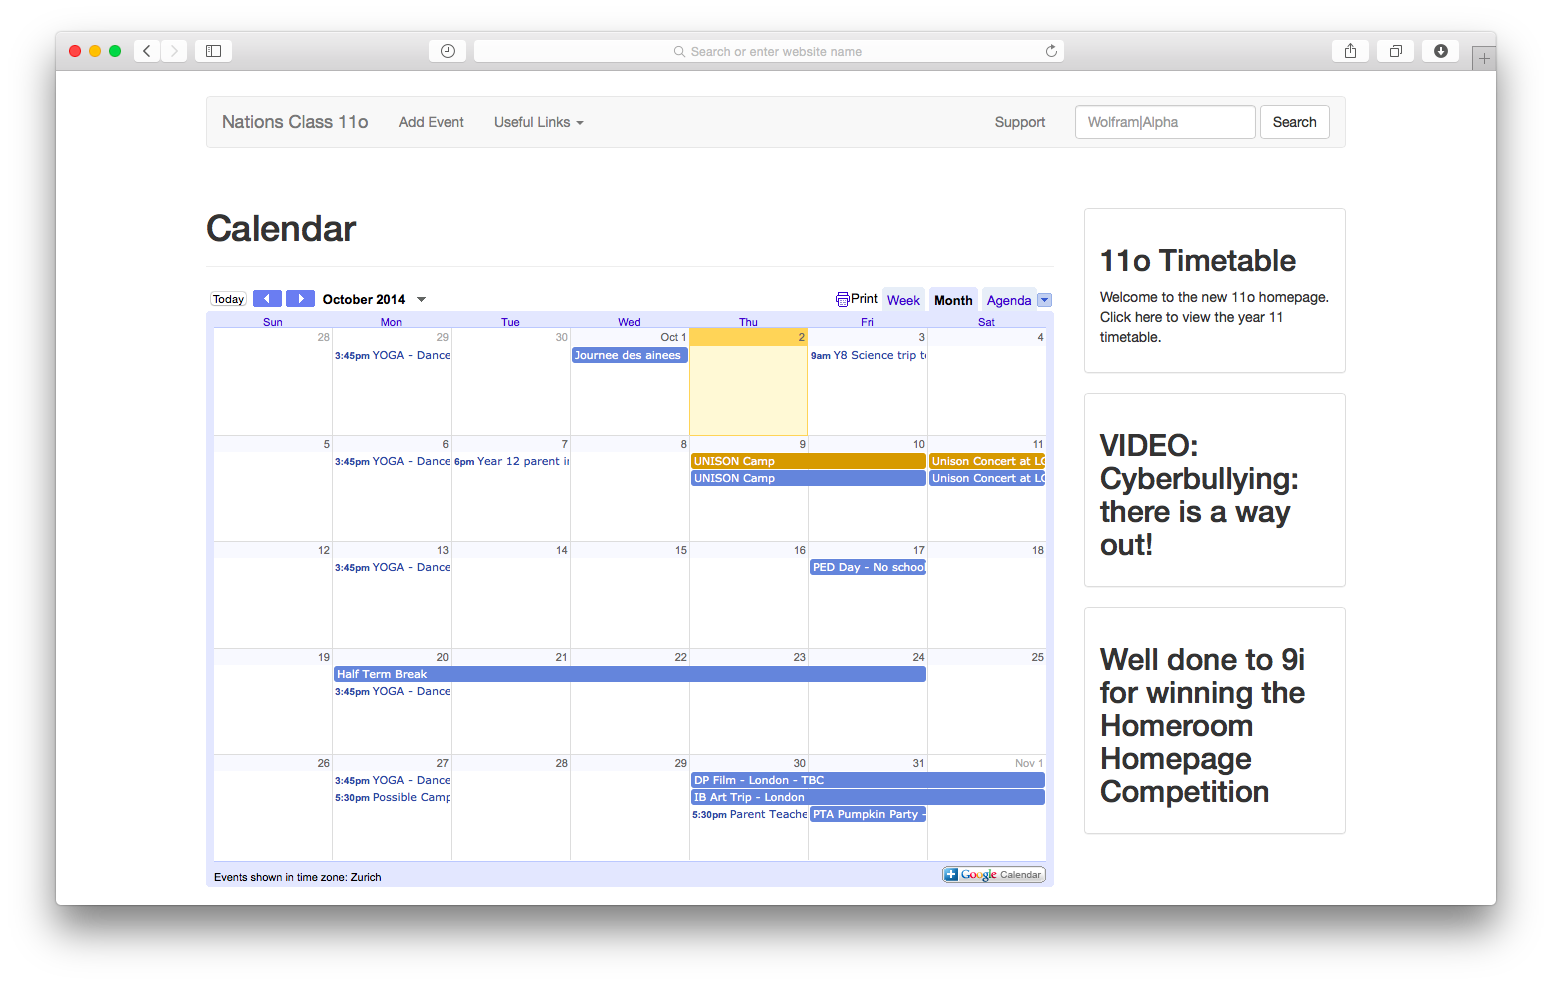 Search or enter website name
Nations Class 11o Add Event Useful Links Support Wolfram|Alpha Search
Calendar
Today October 2014 Print Week Month Agenda
Sun Mon Tue Wed Thu Fri Sat
28 29 30 Oct 1 2 3 4
3:45pm YOGA - Dance Journee des ainees 9am Y8 Science trip t
5 6 7 8 9 10 11
3:45pm YOGA - Dance 6pm Year 12 parent i UNISON Camp Unison Concert at L
UNISON Camp Unison Concert at L
12 13 14 15 16 17 18
3:45pm YOGA - Dance PED Day - No school
19 20 21 22 23 24 25
Half Term Break
3:45pm YOGA - Dance
26 27 28 29 30 31 Nov 1
3:45pm YOGA - Dance DP Film - London - TBC
5:30pm Possible Camp IB Art Trip - London
5:30pm Parent Teache PTA Pumpkin Party -
Events shown in time zone: Zurich Google Calendar
11o Timetable
Welcome to the new 11o homepage.
Click here to view the year 11
timetable.
VIDEO:
Cyberbullying:
there is a way
out!
Well done to 9i
for winning the
Homeroom
Homepage
Competition